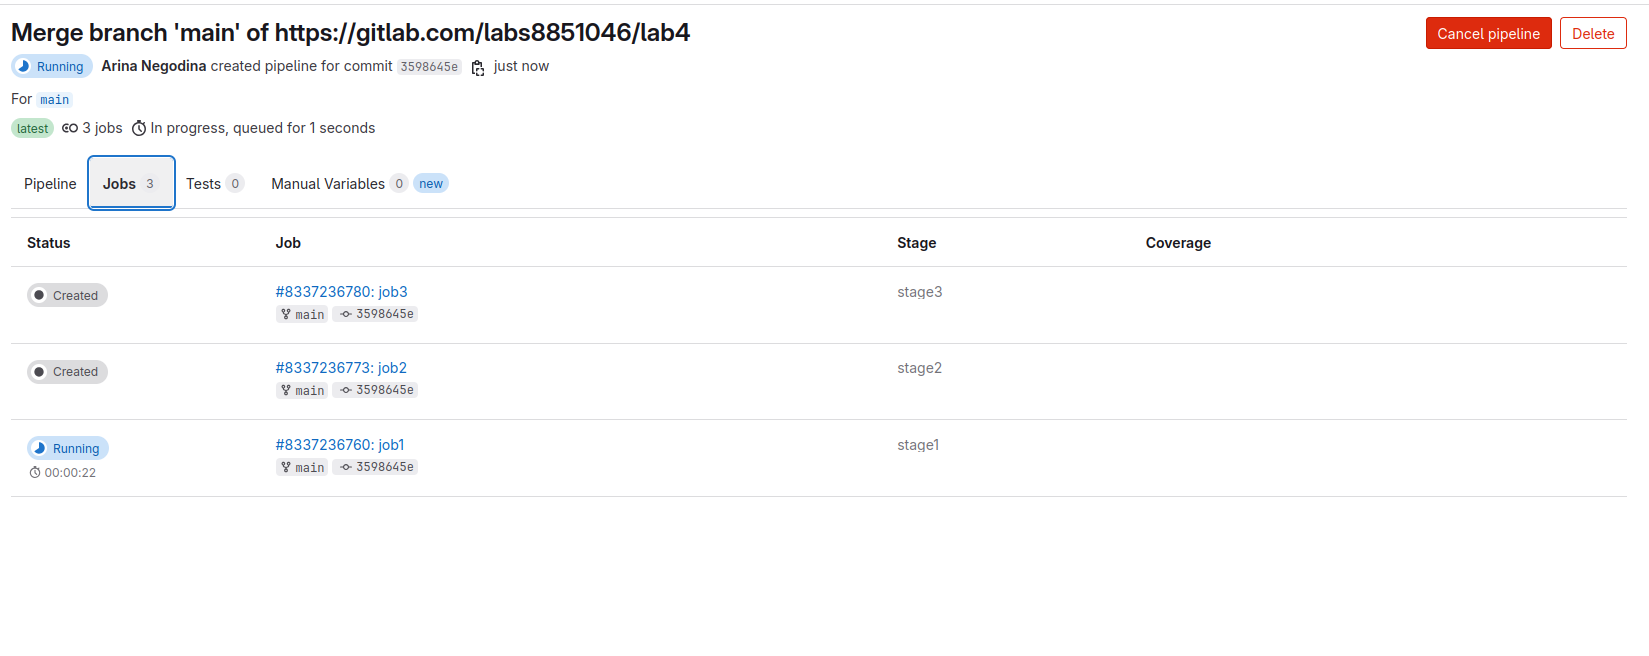 Merge branch 'main' of https://gitlab.com/labs8851046/lab4
Cancel pipeline
Delete
Running Arina Negodina created pipeline for commit 3598645e just now
For main
latest 3 jobs In progress, queued for 1 seconds
Pipeline Jobs 3 Tests 0 Manual Variables 0 new
Status Job Stage Coverage
Created #8337236780: job3 stage3
main 3598645e
Created #8337236773: job2 stage2
main 3598645e
Running #8337236760: job1 stage1
00:00:22 main 3598645e